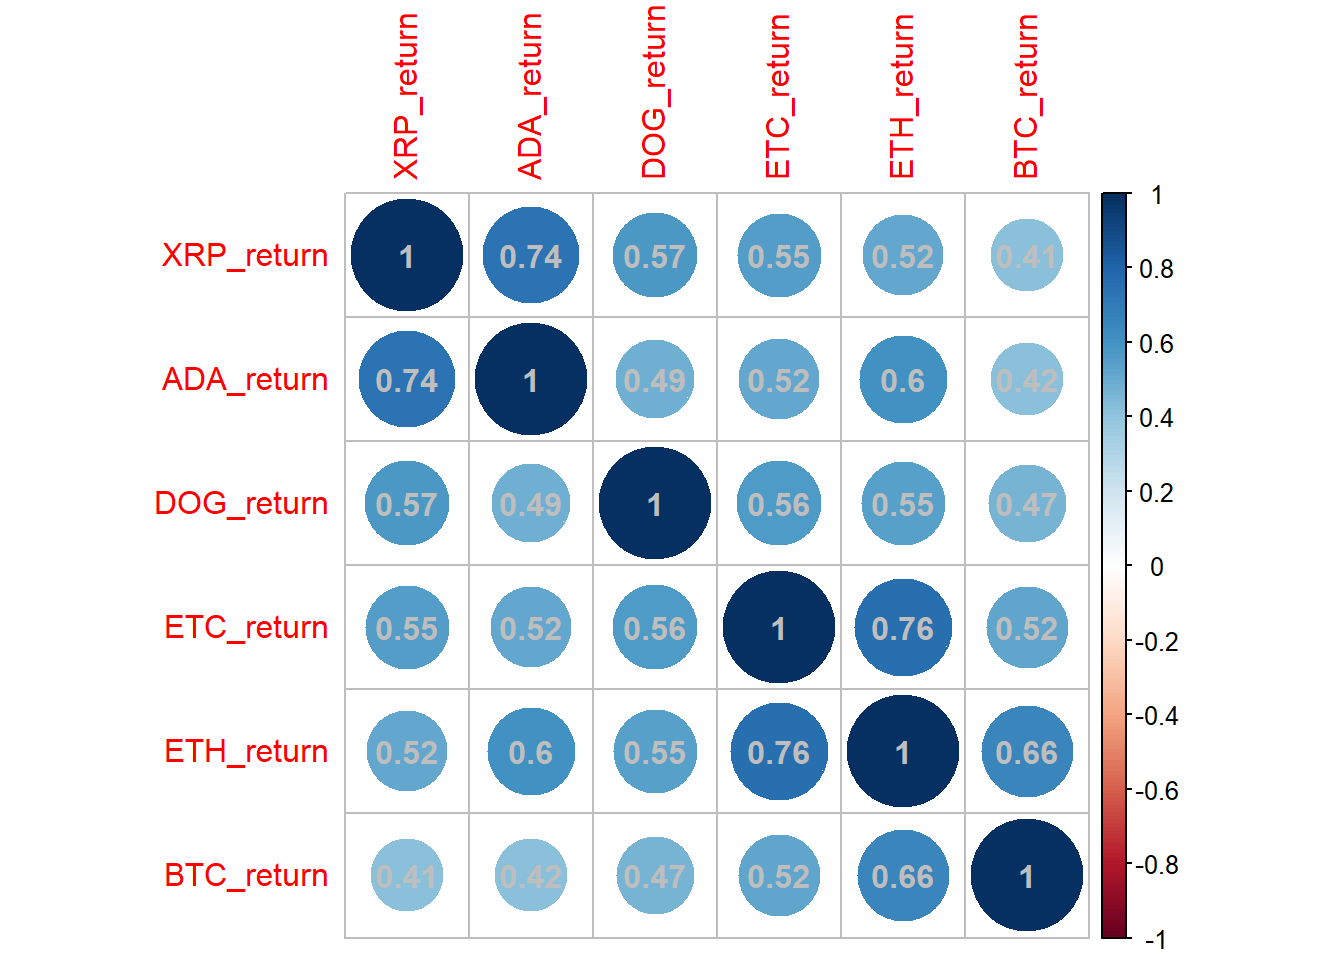 XRP_return
ADA_return
DOG_return
ETC_return
ETH_return
BTC_return
XRP_return 1 0.74 0.57 0.55 0.52 0.41
ADA_return 0.74 1 0.49 0.52 0.6 0.42
DOG_return 0.57 0.49 1 0.56 0.55 0.47
ETC_return 0.55 0.52 0.56 1 0.76 0.52
ETH_return 0.52 0.6 0.55 0.76 1 0.66
BTC_return 0.41 0.42 0.47 0.52 0.66 1
1
0.8
0.6
0.4
0.2
0
-0.2
-0.4
-0.6
-0.8
-1